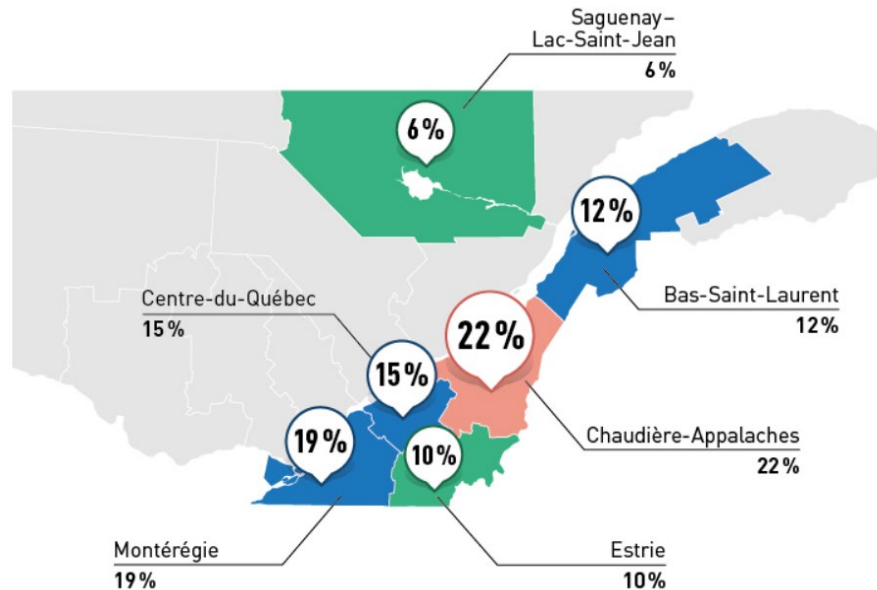 Saguenay–
Lac-Saint-Jean
6 %
6 %
12 %
Bas-Saint-Laurent
12 %
Centre-du-Québec
15 %
22 %
15 %
19 %
10 %
Chaudière-Appalaches
22 %
Montérégie
19 %
Estrie
10 %